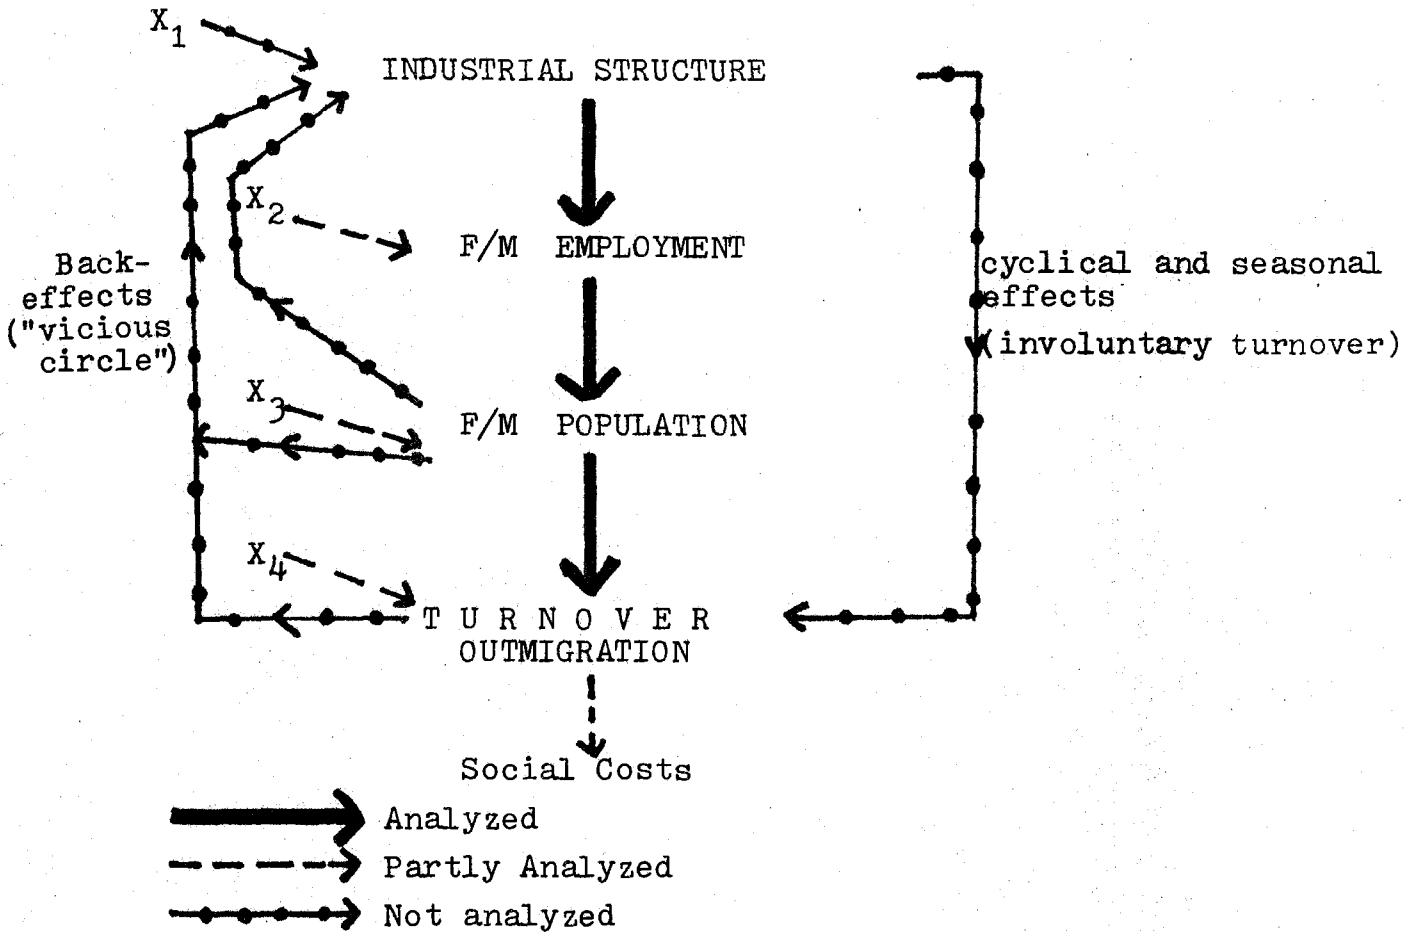 X1
INDUSTRIAL STRUCTURE
X2
F/M EMPLOYMENT
Back-
effects
("vicious
circle")
cyclical and seasonal
effects
(involuntary turnover)
X3
F/M POPULATION
X4
T U R N O V E R
OUTMIGRATION
Social Costs
Analyzed
Partly Analyzed
Not analyzed